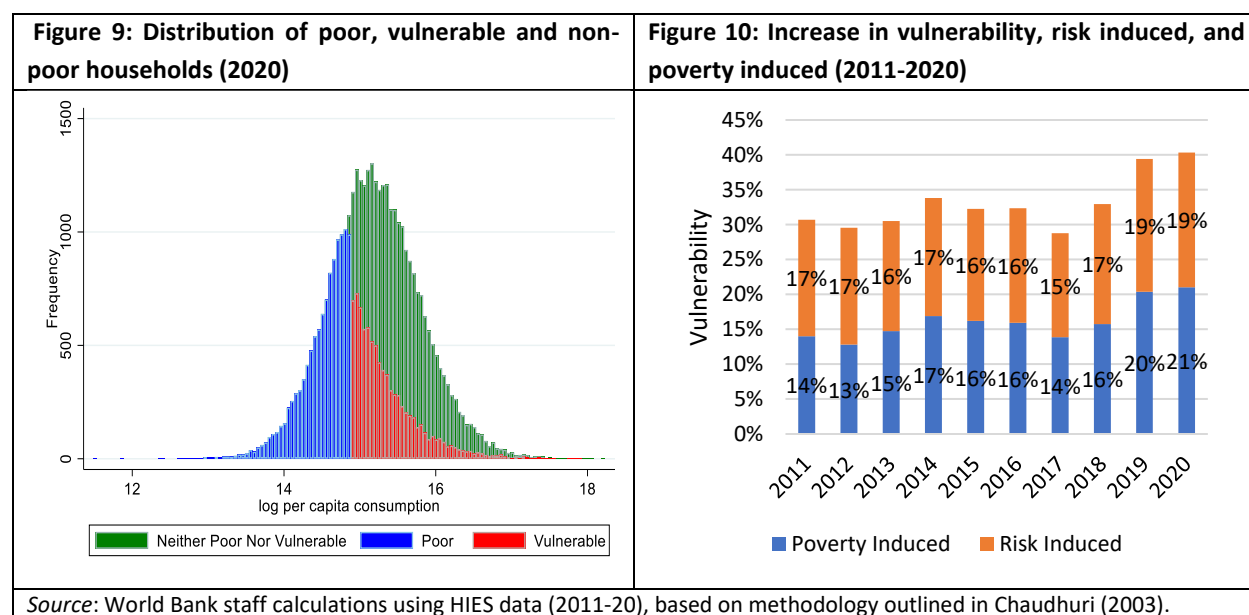 Figure 9: Distribution of poor, vulnerable and non-
poor households (2020)
Figure 10: Increase in vulnerability, risk induced, and
poverty induced (2011-2020)
1500
1000
500
0
Frequency
12 14 16 18
log per capita consumption
Neither Poor Nor Vulnerable Poor Vulnerable
45%
40%
35%
30%
25%
20%
15%
10%
5%
0%
Vulnerability
17% 17% 16% 17% 16% 16% 15% 17% 19% 19%
14% 13% 15% 17% 16% 16% 14% 16% 20% 21%
2011 2012 2013 2014 2015 2016 2017 2018 2019 2020
Poverty Induced Risk Induced
Source: World Bank staff calculations using HIES data (2011-20), based on methodology outlined in Chaudhuri (2003).